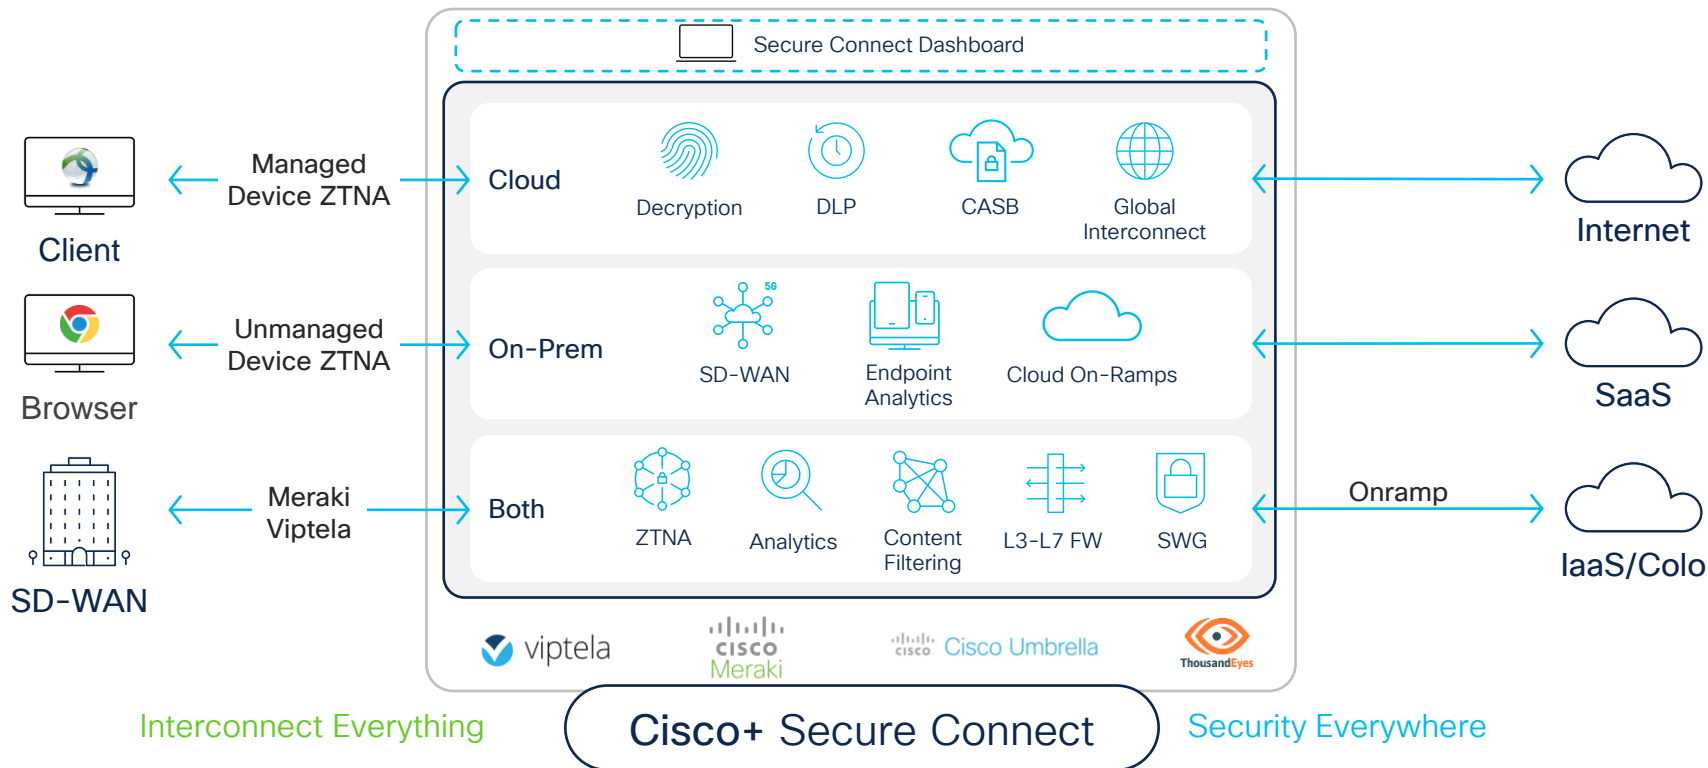 Secure Connect Dashboard
Managed
Device ZTNA
Client
Cloud
Decryption
DLP
CASB
Global
Interconnect
Internet
Unmanaged
Device ZTNA
Browser
On-Prem
5G
SD-WAN
Endpoint
Analytics
Cloud On-Ramps
SaaS
Meraki
Viptela
SD-WAN
Both
ZTNA
Analytics
Content
Filtering
L3-L7 FW
SWG
Onramp
IaaS/Colo
viptela
CISCO
Meraki
CISCO
Cisco Umbrella
ThousandEyes
Interconnect Everything
Cisco+ Secure Connect
Security Everywhere